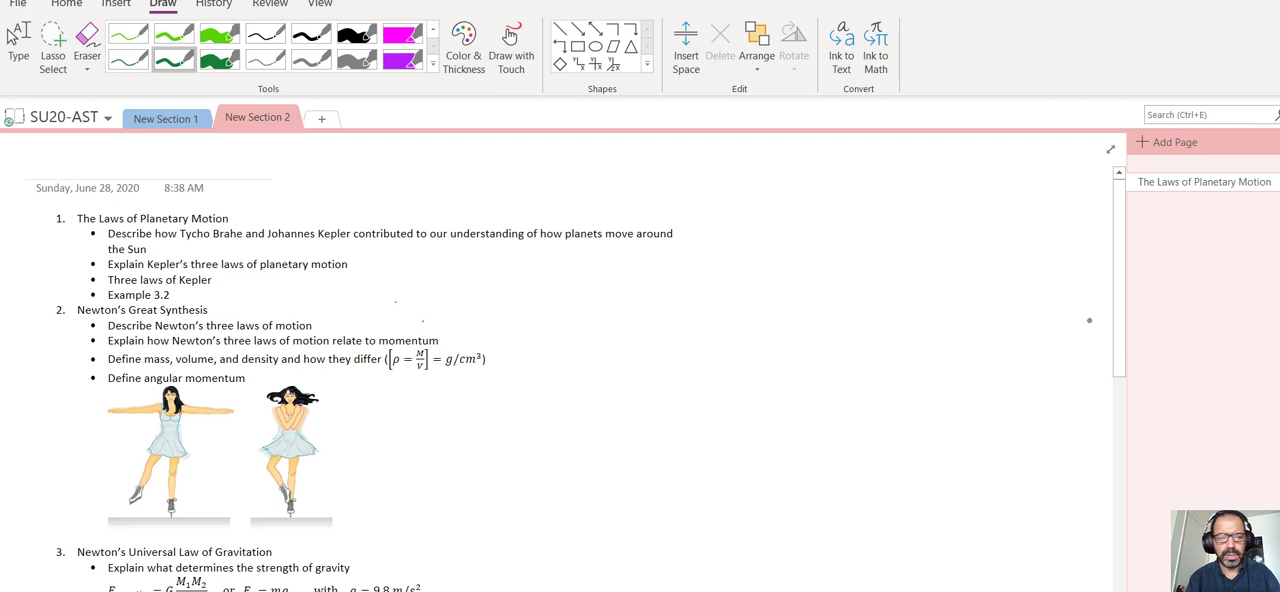 File Home Insert Draw History Review View
Type
Lasso Select
Eraser
Color & Thickness
Draw with Touch
Insert Space
Delete
Arrange
Rotate
Ink to Text
Ink to Math
Tools
Shapes
Edit
Convert
SU20-AST
New Section 1
New Section 2
+
Search (Ctrl+E)
Add Page
The Laws of Planetary Motion
Sunday, June 28, 2020 8:38 AM
1. The Laws of Planetary Motion
• Describe how Tycho Brahe and Johannes Kepler contributed to our understanding of how planets move around
the Sun
• Explain Kepler's three laws of planetary motion
• Three laws of Kepler
• Example 3.2
2. Newton's Great Synthesis
• Describe Newton's three laws of motion
• Explain how Newton's three laws of motion relate to momentum
• Define mass, volume, and density and how they differ ([ρ = M/V] = g/cm³)
• Define angular momentum
3. Newton's Universal Law of Gravitation
• Explain what determines the strength of gravity
= G M₁M₂ or = mg with g = 9.8 m/s²